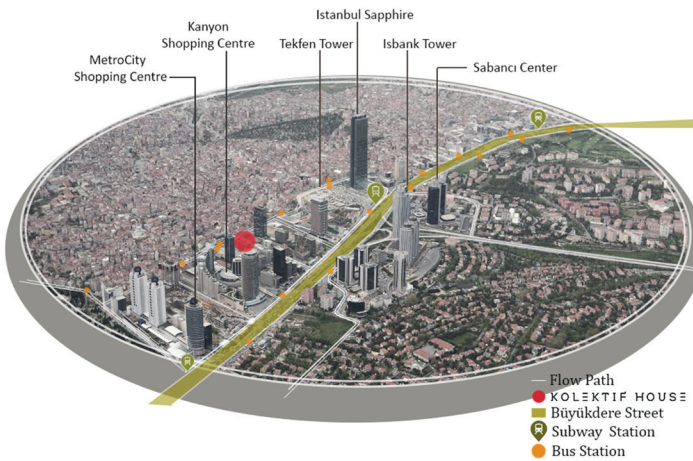 Istanbul Sapphire
Kanyon
Shopping Centre
Tekfen Tower
Isbank Tower
MetroCity
Shopping Centre
Sabancı Center
Flow Path
KOLEKTIF HOUSE
Büyükdere Street
Subway Station
Bus Station